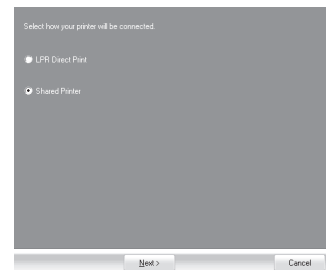 Select how your printer will be connected.
LPR Direct Print
Shared Printer
Next >
Cancel